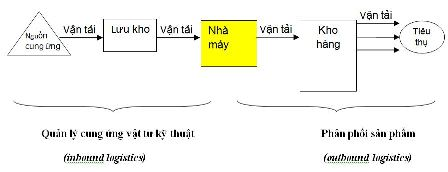 Nguồn
cung ứng
Vận tải
Lưu kho
Vận tải
Nhà
máy
Vận tải
Kho
hàng
Vận tải
Tiêu
thụ
Quản lý cung ứng vật tư kỹ thuật
(inbound logistics)
Phân phối sản phẩm
(outbound logistics)